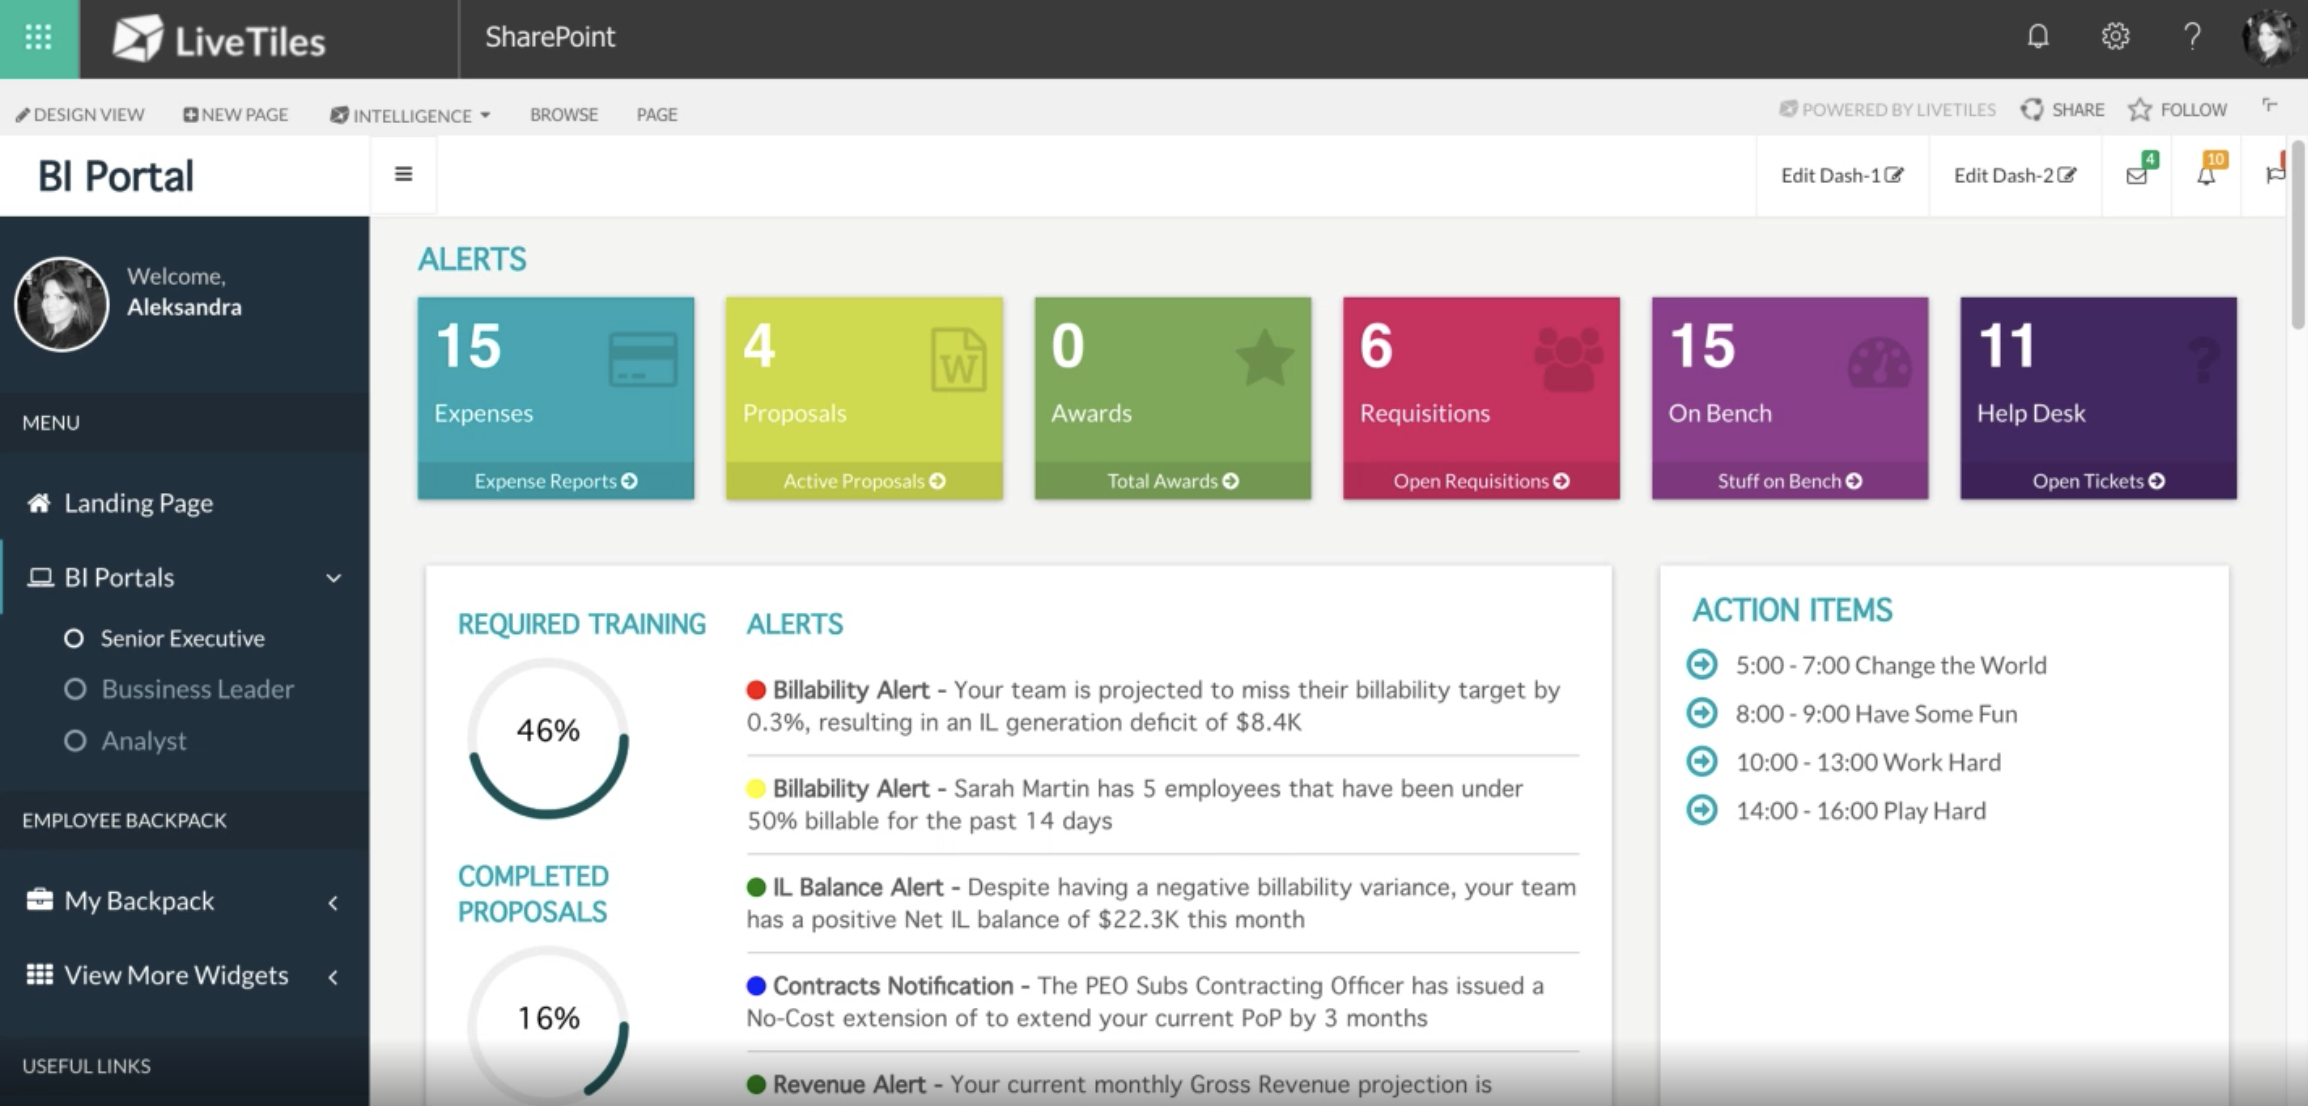 LiveTiles
SharePoint
DESIGN VIEW
NEW PAGE
INTELLIGENCE
BROWSE
PAGE
POWERED BY LIVETILES
SHARE
FOLLOW
BI Portal
Edit Dash-1
Edit Dash-2
4
10
Welcome,
Aleksandra
MENU
Landing Page
BI Portals
Senior Executive
Bussiness Leader
Analyst
EMPLOYEE BACKPACK
My Backpack
View More Widgets
USEFUL LINKS
ALERTS
15
Expenses
Expense Reports
4
W
Proposals
Active Proposals
0
Awards
Total Awards
6
Requisitions
Open Requisitions
15
On Bench
Stuff on Bench
11
?
Help Desk
Open Tickets
REQUIRED TRAINING
46%
COMPLETED
PROPOSALS
16%
ALERTS
Billability Alert - Your team is projected to miss their billability target by
0.3%, resulting in an IL generation deficit of $8.4K
Billability Alert - Sarah Martin has 5 employees that have been under
50% billable for the past 14 days
IL Balance Alert - Despite having a negative billability variance, your team
has a positive Net IL balance of $22.3K this month
Contracts Notification - The PEO Subs Contracting Officer has issued a
No-Cost extension of to extend your current PoP by 3 months
Revenue Alert - Your current monthly Gross Revenue projection is
ACTION ITEMS
5:00 - 7:00 Change the World
8:00 - 9:00 Have Some Fun
10:00 - 13:00 Work Hard
14:00 - 16:00 Play Hard